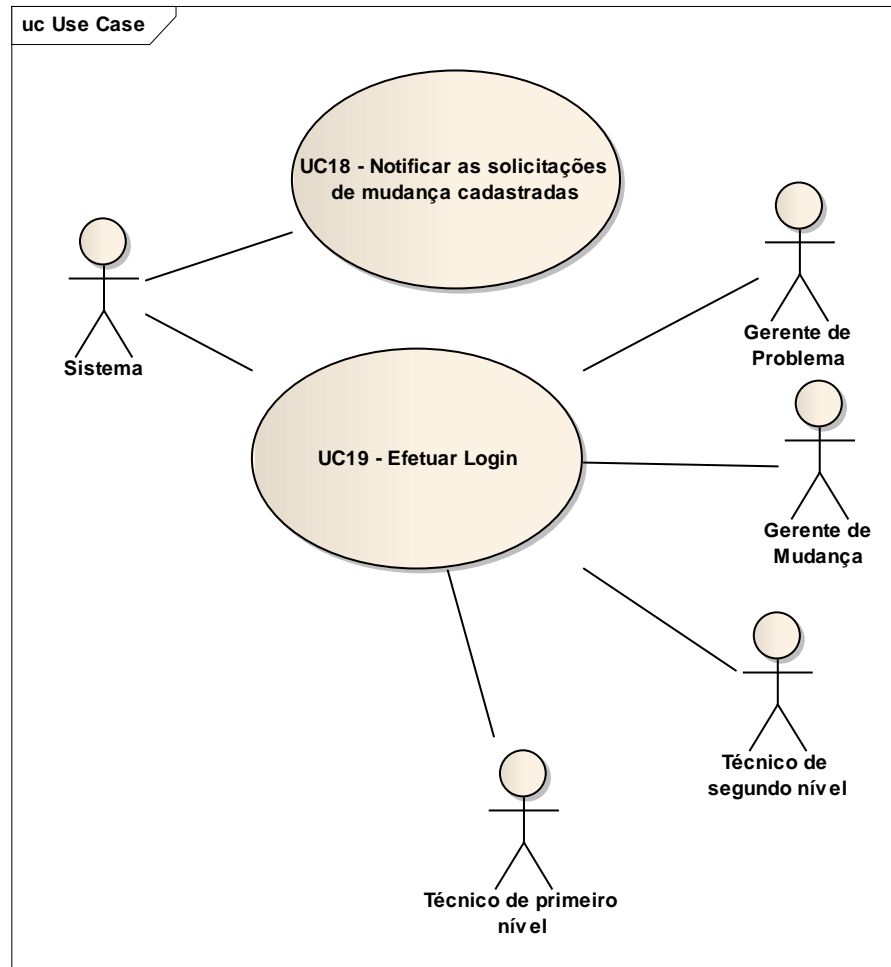 uc Use Case
UC18 - Notificar as solicitações
de mudança cadastradas
Sistema
Gerente de
Problema
UC19 - Efetuar Login
Gerente de
Mudança
Técnico de
segundo nível
Técnico de primeiro
nível